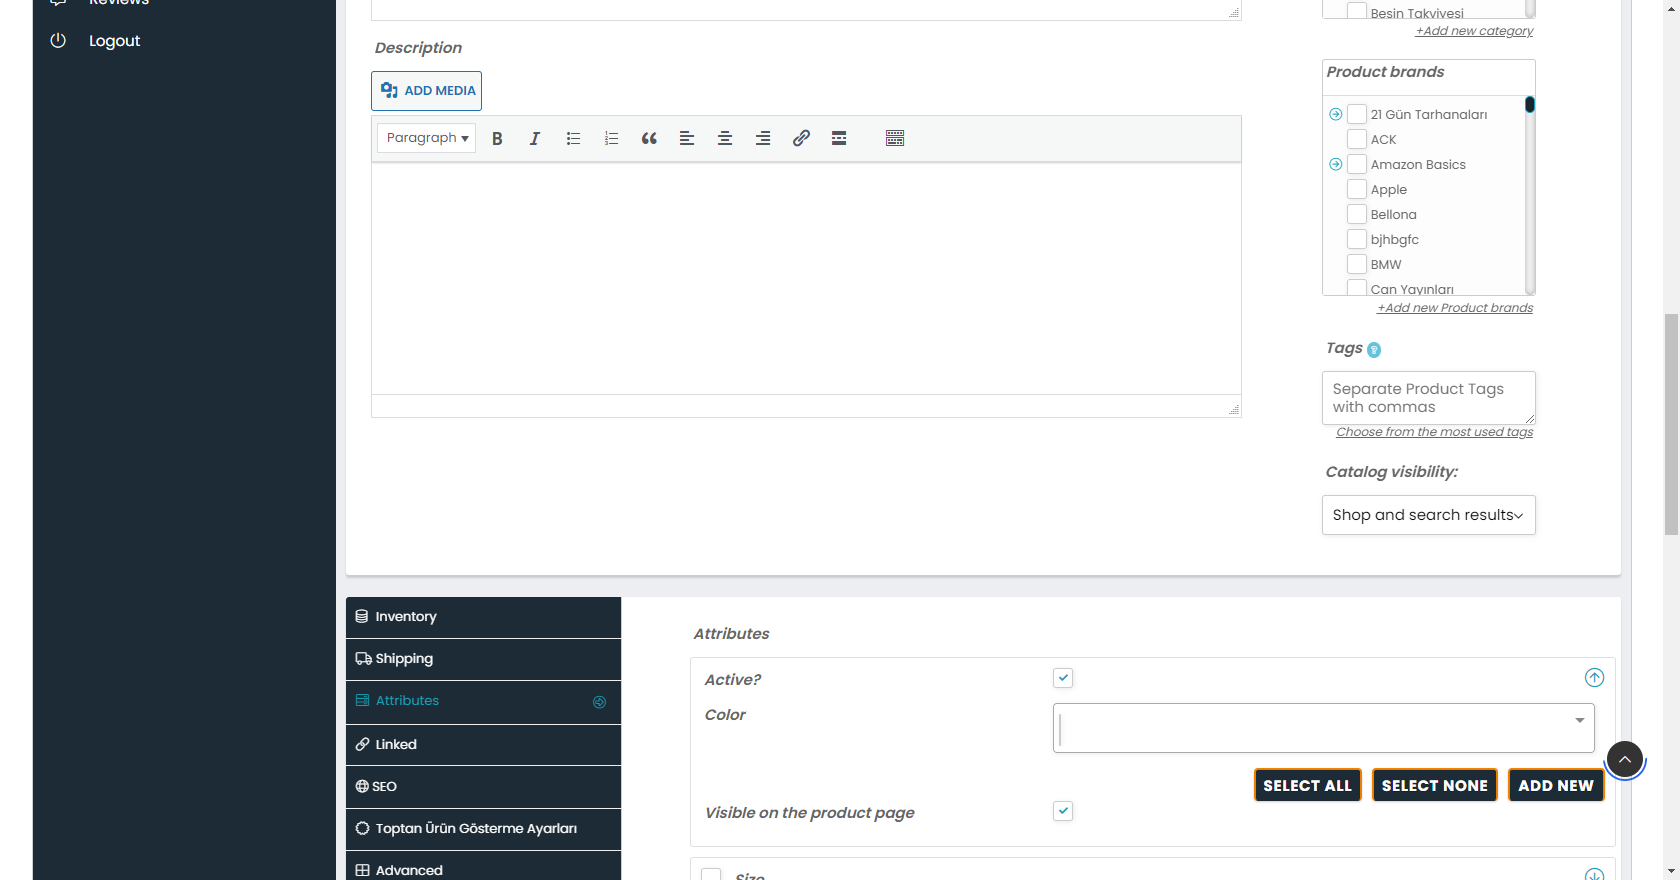 Reviews
Logout
Description
ADD MEDIA
Paragraph
Besin Takviyesi
+Add new category
Product brands
21 Gün Tarhanaları
ACK
Amazon Basics
Apple
Bellona
bjhbgfc
BMW
Can Yayınları
+Add new Product brands
Tags ?
Separate Product Tags
with commas
Choose from the most used tags
Catalog visibility:
Shop and search results
Inventory
Shipping
Attributes
Linked
SEO
Toptan Ürün Gösterme Ayarları
Advanced
Attributes
Active?
Color
SELECT ALL
SELECT NONE
ADD NEW
Visible on the product page
Size